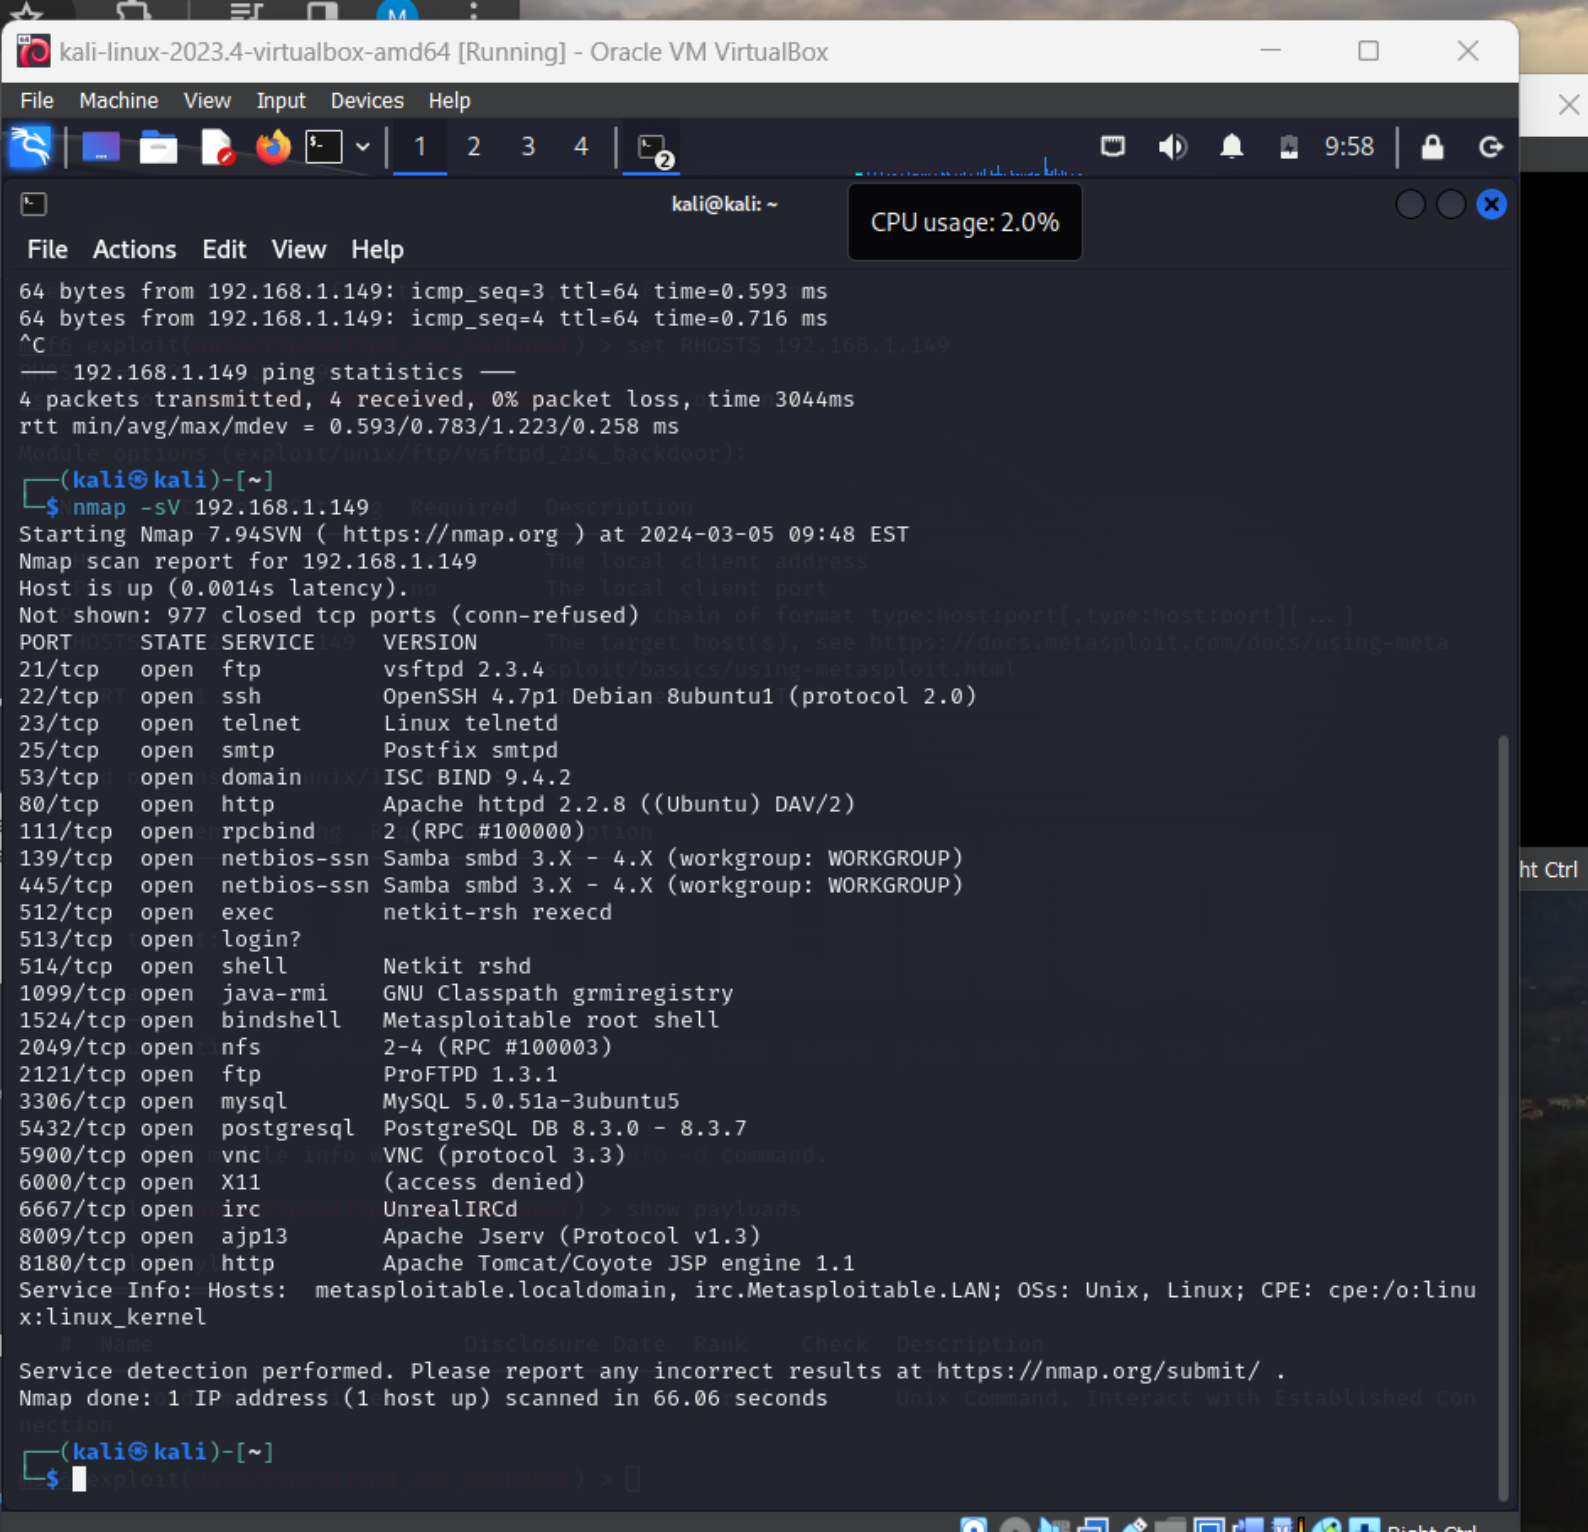 kali-linux-2023.4-virtualbox-amd64 [Running] - Oracle VM VirtualBox
File Machine View Input Devices Help
1 2 3 4 2 9:58
kali@kali: ~
CPU usage: 2.0%
File Actions Edit View Help
64 bytes from 192.168.1.149: icmp_seq=3 ttl=64 time=0.593 ms
64 bytes from 192.168.1.149: icmp_seq=4 ttl=64 time=0.716 ms
^C
— 192.168.1.149 ping statistics —
4 packets transmitted, 4 received, 0% packet loss, time 3044ms
rtt min/avg/max/mdev = 0.593/0.783/1.223/0.258 ms
(kali㉿kali)-[~]
$ nmap -sV 192.168.1.149
Starting Nmap 7.94SVN ( https://nmap.org ) at 2024-03-05 09:48 EST
Nmap scan report for 192.168.1.149
Host is up (0.0014s latency).
Not shown: 977 closed tcp ports (conn-refused)
PORT STATE SERVICE VERSION
21/tcp open ftp vsftpd 2.3.4
22/tcp open ssh OpenSSH 4.7p1 Debian 8ubuntu1 (protocol 2.0)
23/tcp open telnet Linux telnetd
25/tcp open smtp Postfix smtpd
53/tcp open domain ISC BIND 9.4.2
80/tcp open http Apache httpd 2.2.8 ((Ubuntu) DAV/2)
111/tcp open rpcbind 2 (RPC #100000)
139/tcp open netbios-ssn Samba smbd 3.X - 4.X (workgroup: WORKGROUP)
445/tcp open netbios-ssn Samba smbd 3.X - 4.X (workgroup: WORKGROUP)
512/tcp open exec netkit-rsh rexecd
513/tcp open login?
514/tcp open shell Netkit rshd
1099/tcp open java-rmi GNU Classpath grmiregistry
1524/tcp open bindshell Metasploitable root shell
2049/tcp open nfs 2-4 (RPC #100003)
2121/tcp open ftp ProFTPD 1.3.1
3306/tcp open mysql MySQL 5.0.51a-3ubuntu5
5432/tcp open postgresql PostgreSQL DB 8.3.0 - 8.3.7
5900/tcp open vnc VNC (protocol 3.3)
6000/tcp open X11 (access denied)
6667/tcp open irc UnrealIRCd
8009/tcp open ajp13 Apache Jserv (Protocol v1.3)
8180/tcp open http Apache Tomcat/Coyote JSP engine 1.1
Service Info: Hosts: metasploitable.localdomain, irc.Metasploitable.LAN; OSs: Unix, Linux; CPE: cpe:/o:linu
x:linux_kernel
Service detection performed. Please report any incorrect results at https://nmap.org/submit/ .
Nmap done: 1 IP address (1 host up) scanned in 66.06 seconds
(kali㉿kali)-[~]
$
ht Ctrl
Right Ctrl